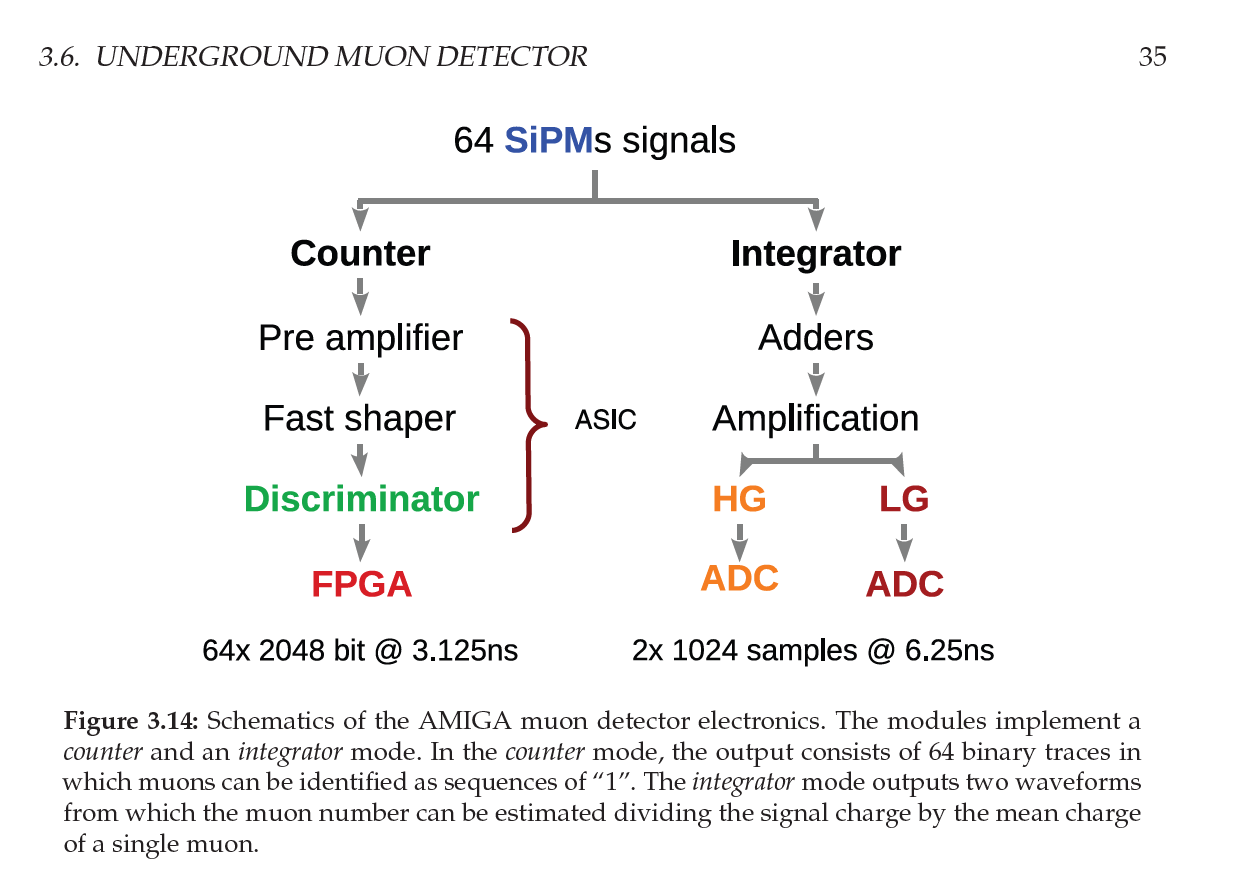 3.6. UNDERGROUND MUON DETECTOR 35
64 SiPMs signals
Counter Integrator
Pre amplifier Adders
Fast shaper ASIC Amplification
Discriminator HG LG
FPGA ADC ADC
64x 2048 bit @ 3.125ns 2x 1024 samples @ 6.25ns
Figure 3.14: Schematics of the AMIGA muon detector electronics. The modules implement a
counter and an integrator mode. In the counter mode, the output consists of 64 binary traces in
which muons can be identified as sequences of “1”. The integrator mode outputs two waveforms
from which the muon number can be estimated dividing the signal charge by the mean charge
of a single muon.